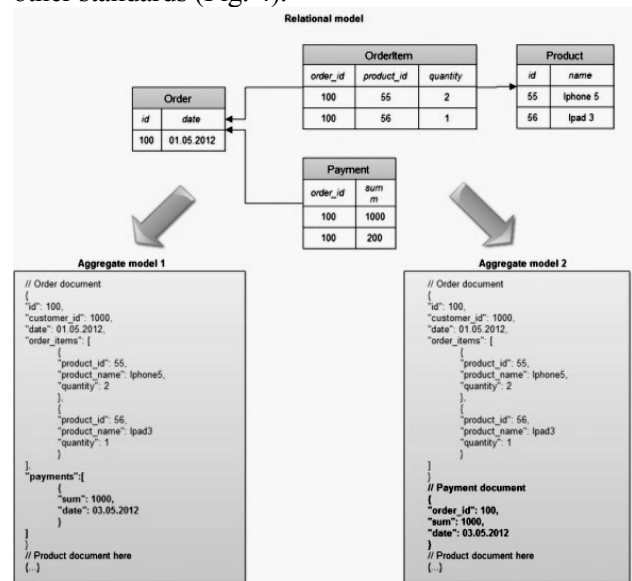 other standards (Fig. 4).
Relational model
OrderItem
order_id product_id quantity
100 55 2
100 56 1
Product
id name
55 Iphone 5
56 Ipad 3
Order
id date
100 01.05.2012
Payment
order_id sum
m
100 1000
100 200
Aggregate model 1
// Order document
{
"id": 100,
"customer_id": 1000,
"date": 01.05.2012,
"order_items": [
{
"product_id": 55,
"product_name": Iphone5,
"quantity": 2
},
{
"product_id": 56,
"product_name": Ipad3
"quantity": 1
}
],
"payments":[
{
"sum": 1000,
"date": 03.05.2012
}
]
}
// Product document here
{...}
Aggregate model 2
// Order document
{
"id": 100,
"customer_id": 1000,
"date": 01.05.2012,
"order_items": [
{
"product_id": 55,
"product_name": Iphone5,
"quantity": 2
},
{
"product_id": 56,
"product_name": Ipad3
"quantity": 1
}
]
}
// Payment document
{
"order_id": 100,
"sum": 1000,
"date": 03.05.2012
}
// Product document here
{...}